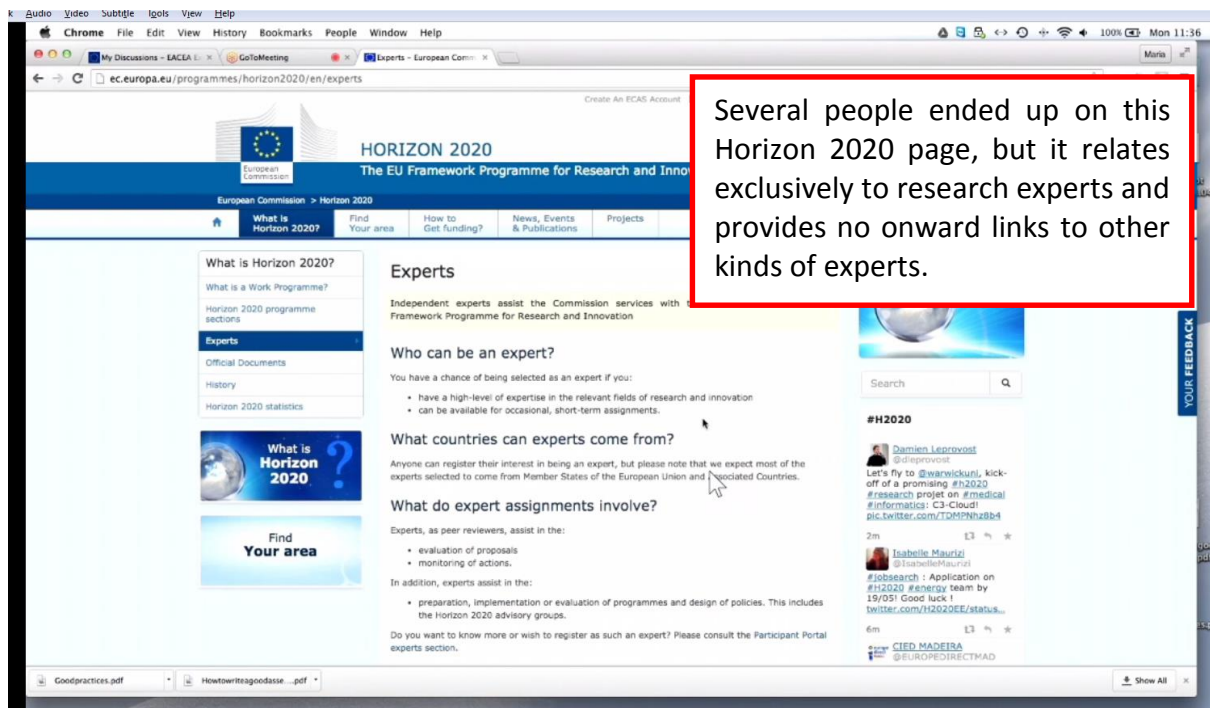 k Audio Video Subtitle Tools View Help
Chrome File Edit View History Bookmarks People Window Help
100% Mon 11:36
My Discussions - EACEA E
GoToMeeting
Experts - European Comm
Maria
ec.europa.eu/programmes/horizon2020/en/experts
Create An ECAS Account
Several people ended up on this
Horizon 2020 page, but it relates
exclusively to research experts and
provides no onward links to other
kinds of experts.
European
Commission
HORIZON 2020
The EU Framework Programme for Research and Inno
European Commission > Horizon 2020
What is
Horizon 2020?
Find
Your area
How to
Get funding?
News, Events
& Publications
Projects
What is Horizon 2020?
What is a Work Programme?
Horizon 2020 programme
sections
Experts
Official Documents
History
Horizon 2020 statistics
What is
Horizon
2020
?
Find
Your area
Experts
Independent experts assist the Commission services with
Framework Programme for Research and Innovation
Who can be an expert?
You have a chance of being selected as an expert if you:
• have a high-level of expertise in the relevant fields of research and innovation
• can be available for occasional, short-term assignments.
What countries can experts come from?
Anyone can register their interest in being an expert, but please note that we expect most of the
experts selected to come from Member States of the European Union and Associated Countries.
What do expert assignments involve?
Experts, as peer reviewers, assist in the:
• evaluation of proposals
• monitoring of actions.
In addition, experts assist in the:
• preparation, implementation or evaluation of programmes and design of policies. This includes
the Horizon 2020 advisory groups.
Do you want to know more or wish to register as such an expert? Please consult the Participant Portal
experts section.
YOUR FEEDBACK
Search
#H2020
Damien Leprovost
@dleprovost
Let's fly to @warwickuni, kick-
off of a promising #h2020
#research projet on #medical
#informatics: C3-Cloud!
pic.twitter.com/TDMPNhz8b4
2m
Isabelle Maurizi
@IsabelleMaurizi
#jobsearch : Application on
#H2020 #energy team by
19/05! Good luck !
twitter.com/H2020EE/status...
6m
CIED MADEIRA
@EUROPEDIRECTMAD
Goodpractices.pdf
Howtowriteagoodasse....pdf
Show All